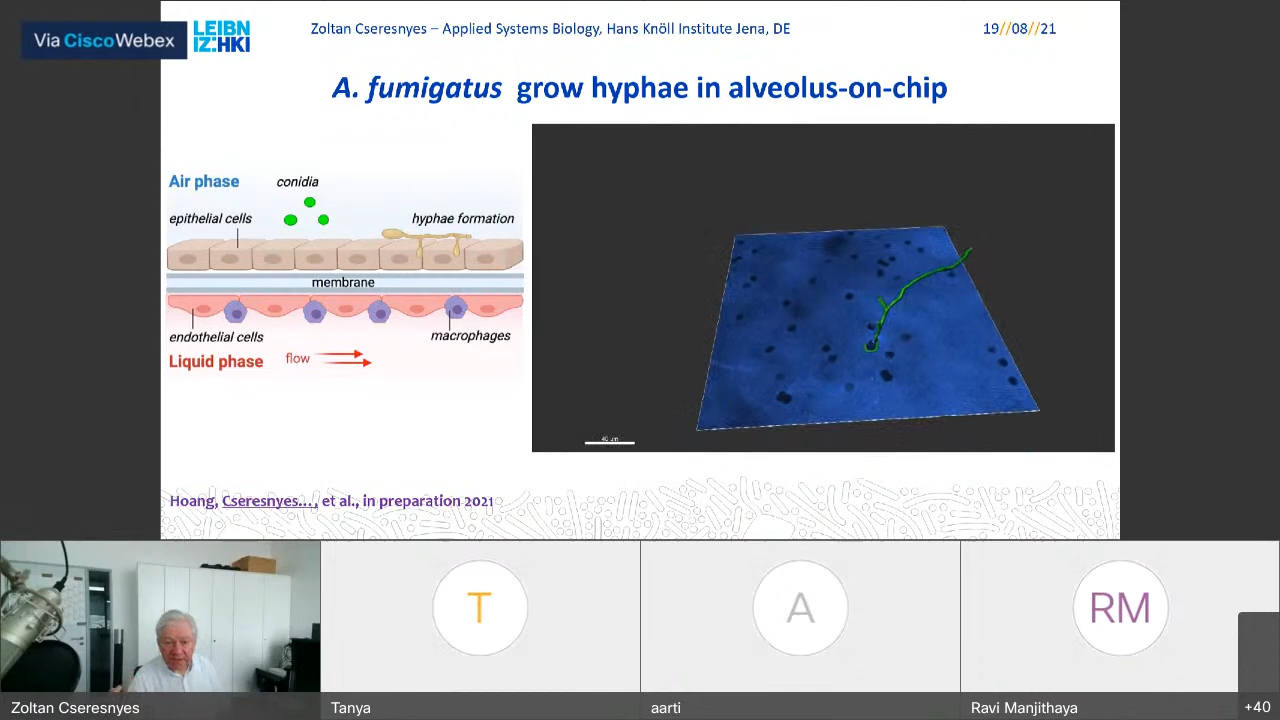 Via Cisco Webex
LEIBN
IZ:HKI
Zoltan Cseresnyes – Applied Systems Biology, Hans Knöll Institute Jena, DE
19//08//21
A. fumigatus grow hyphae in alveolus-on-chip
Air phase
conidia
epithelial cells
hyphae formation
membrane
endothelial cells
macrophages
Liquid phase
flow
40 um
Hoang, Cseresnyes..., et al., in preparation 2021
T
A
RM
Zoltan Cseresnyes
Tanya
aarti
Ravi Manjithaya
+40